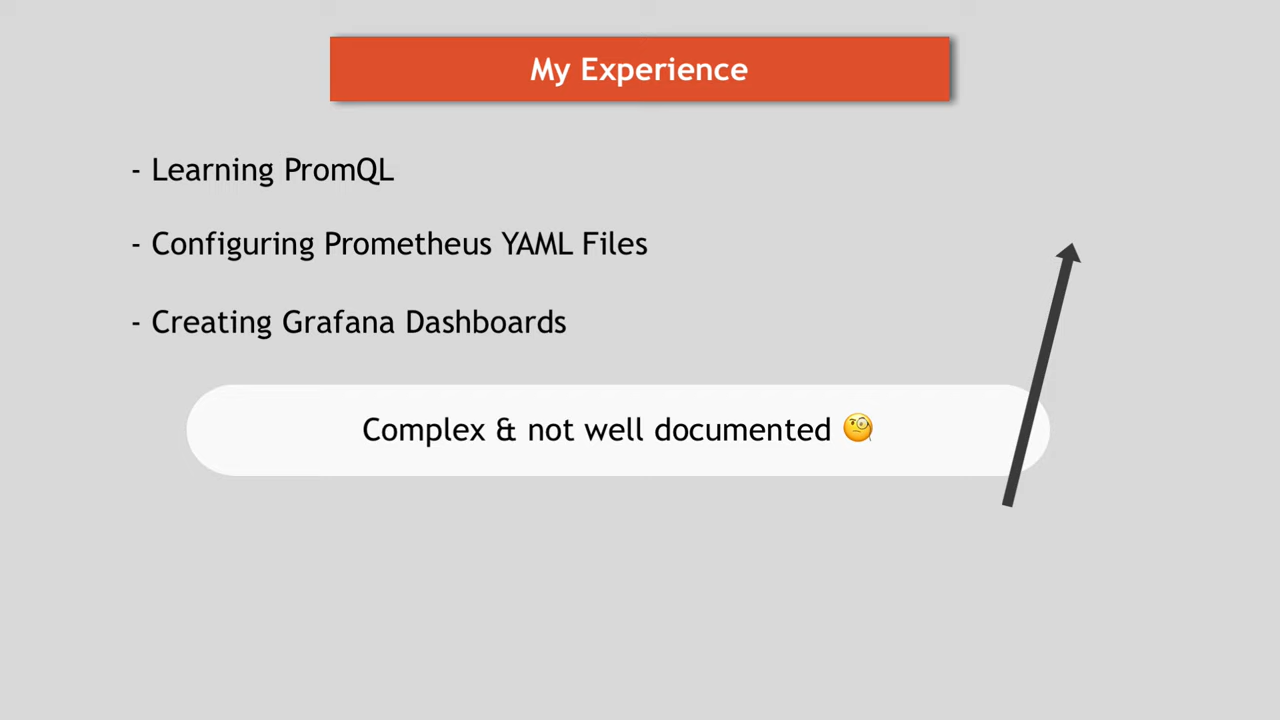 My Experience
- Learning PromQL
- Configuring Prometheus YAML Files
- Creating Grafana Dashboards
Complex & not well documented 🧐